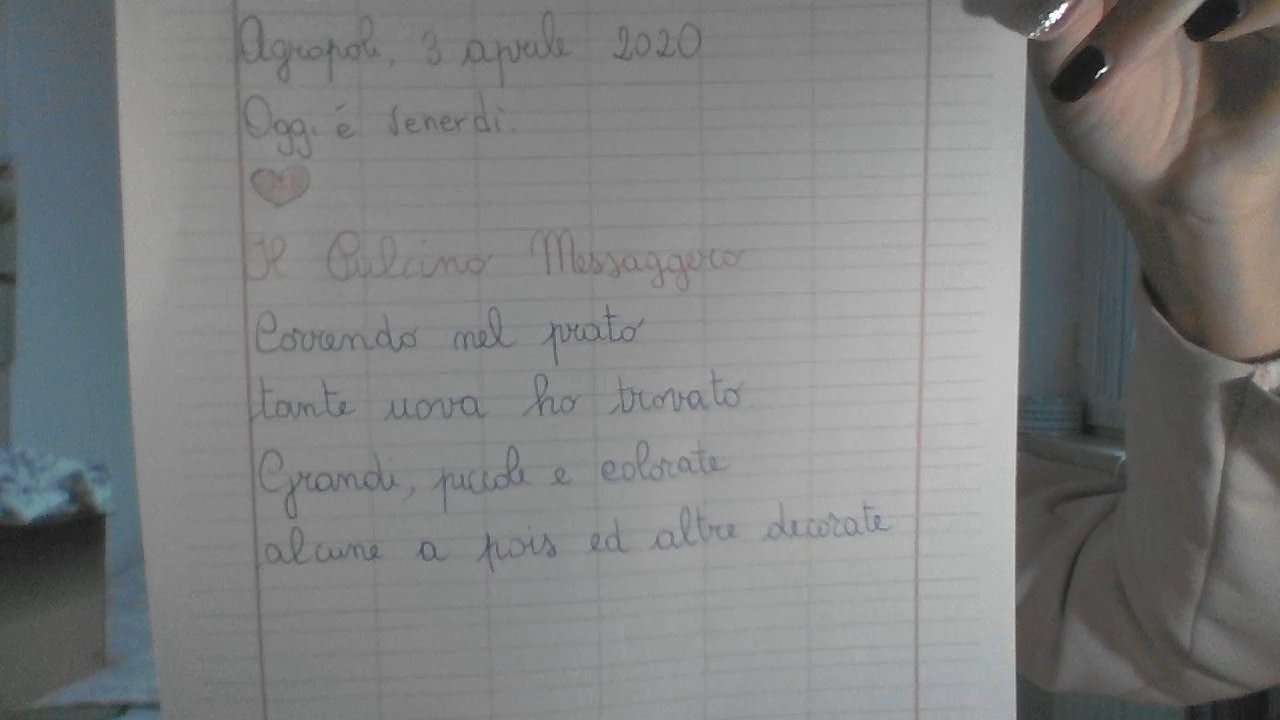 Agropoli, 3 aprile 2020
Oggi è Venerdì.
Il Pulcino Messaggero
Correndo nel prato
tante uova ho trovato
Grandi, piccole e colorate
alcune a pois ed altre decorate